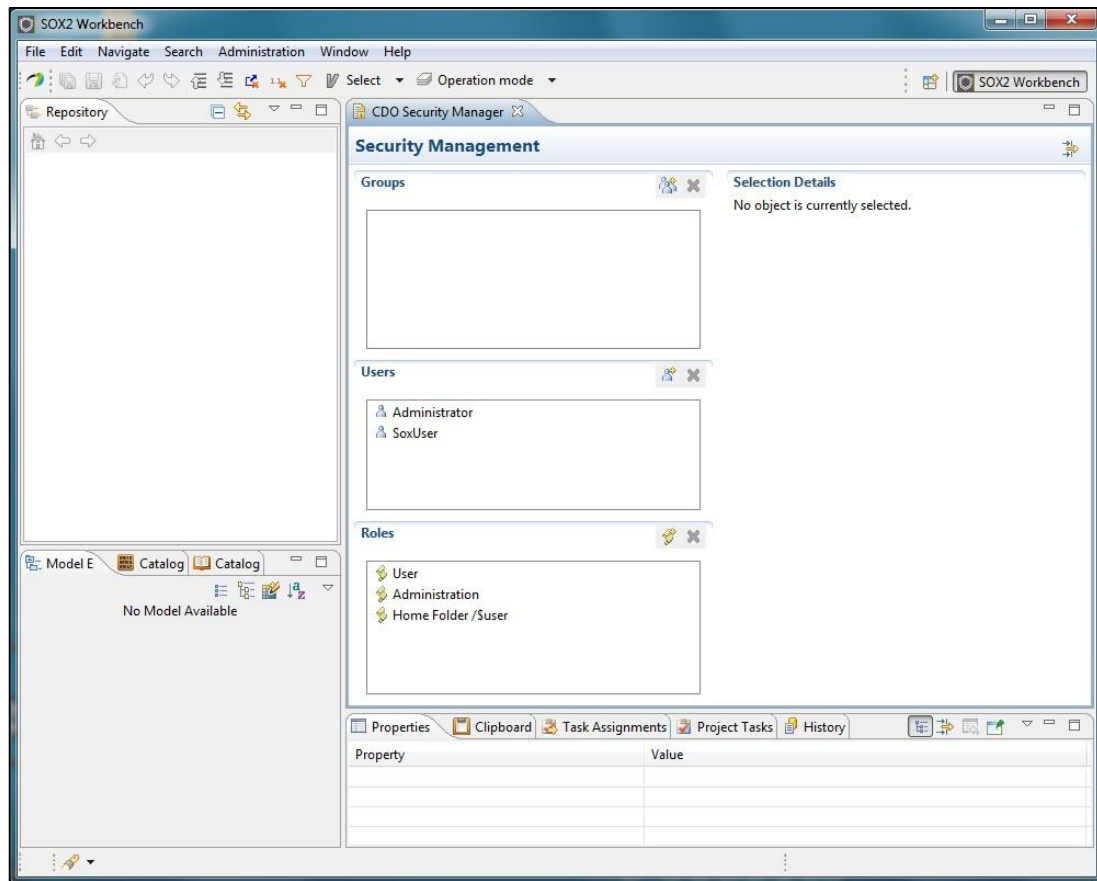 SOX2 Workbench
File Edit Navigate Search Administration Window Help
Select Operation mode SOX2 Workbench
Repository
CDO Security Manager
Security Management
Groups
Selection Details
No object is currently selected.
Users
Administrator
SoxUser
Roles
User
Administration
Home Folder /$user
Model E Catalog Catalog
No Model Available
Properties Clipboard Task Assignments Project Tasks History
Property Value